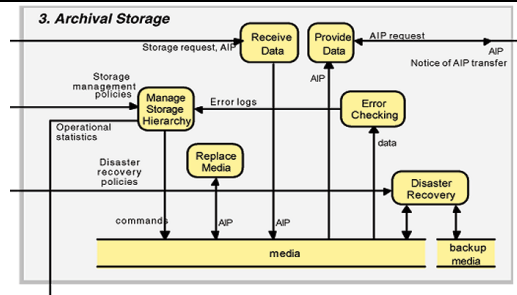 3. Archival Storage
Receive
Data
Provide
Data
AIP request
Storage request, AIP
AIP
Notice of AIP transfer
AIP
Storage
management
policies
Manage
Storage
Hierarchy
Error logs
Error
Checking
Operational
statistics
data
Replace
Media
Disaster
recovery
policies
Disaster
Recovery
commands
AIP
AIP
media
backup
media